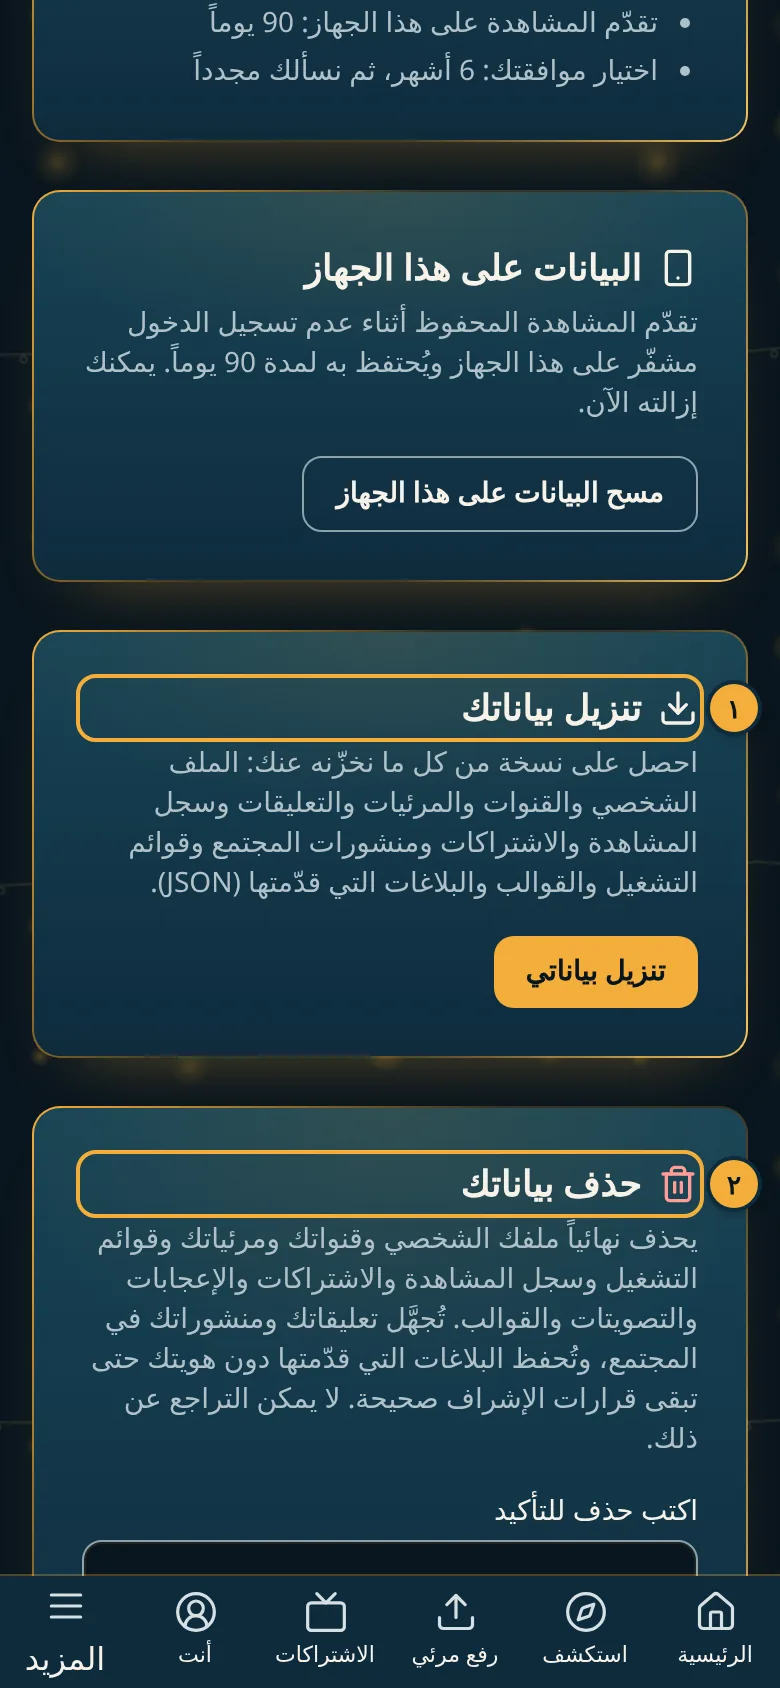 تقدّم المشاهدة على هذا الجهاز: 90 يوماً
اختيار موافقتك: 6 أشهر، ثم نسألك مجدداً
البيانات على هذا الجهاز
تقدّم المشاهدة المحفوظ أثناء عدم تسجيل الدخول
مشفّر على هذا الجهاز ويُحتفظ به لمدة 90 يوماً. يمكنك
إزالته الآن.
مسح البيانات على هذا الجهاز
١
تنزيل بياناتك
احصل على نسخة من كل ما نخزّنه عنك: الملف
الشخصي والقنوات والمرئيات والتعليقات وسجل
المشاهدة والاشتراكات ومنشورات المجتمع وقوائم
التشغيل والقوالب والبلاغات التي قدّمتها (JSON).
تنزيل بياناتي
٢
حذف بياناتك
يحذف نهائياً ملفك الشخصي وقنواتك ومرئياتك وقوائم
التشغيل وسجل المشاهدة والاشتراكات والإعجابات
والتصويتات والقوالب. تُجهَّل تعليقاتك ومنشوراتك في
المجتمع، وتُحفظ البلاغات التي قدّمتها دون هويتك حتى
تبقى قرارات الإشراف صحيحة. لا يمكن التراجع عن
ذلك.
اكتب حذف للتأكيد
الرئيسية
استكشف
رفع مرئي
الاشتراكات
أنت
المزيد